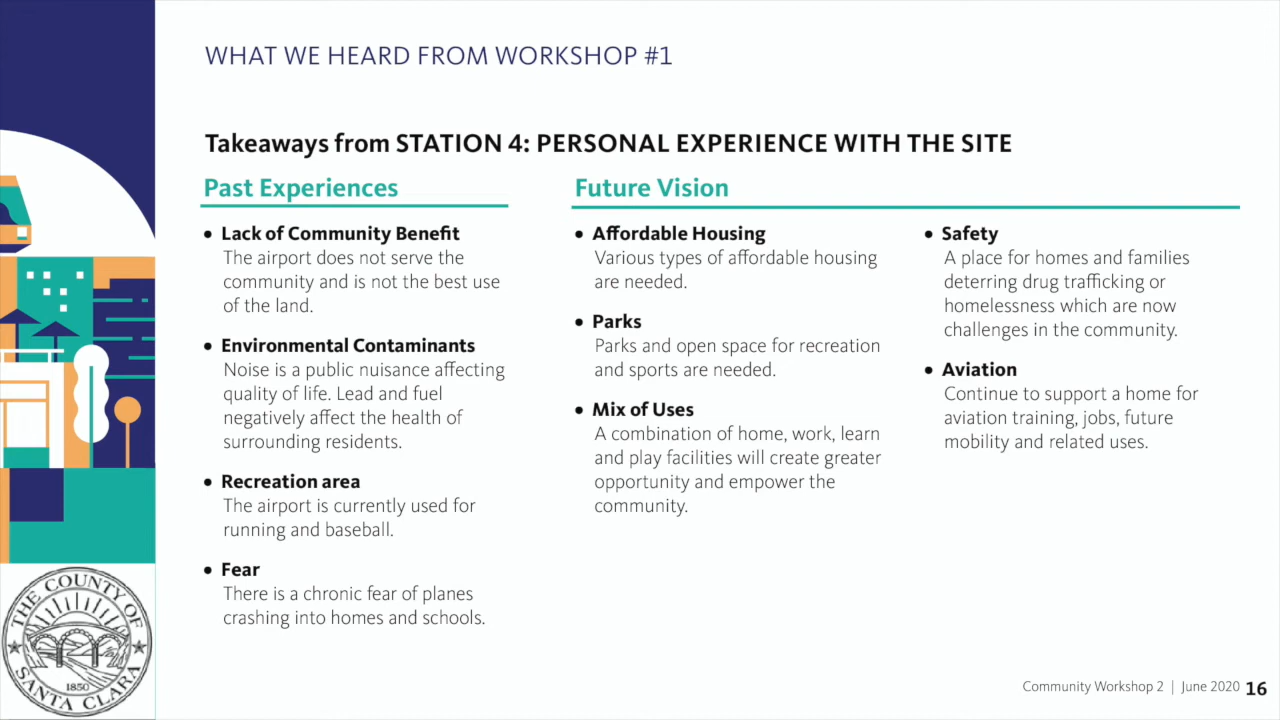 WHAT WE HEARD FROM WORKSHOP #1
Takeaways from STATION 4: PERSONAL EXPERIENCE WITH THE SITE
Past Experiences
• Lack of Community Benefit
The airport does not serve the
community and is not the best use
of the land.
• Environmental Contaminants
Noise is a public nuisance affecting
quality of life. Lead and fuel
negatively affect the health of
surrounding residents.
• Recreation area
The airport is currently used for
running and baseball.
• Fear
There is a chronic fear of planes
crashing into homes and schools.
Future Vision
• Affordable Housing
Various types of affordable housing
are needed.
• Parks
Parks and open space for recreation
and sports are needed.
• Mix of Uses
A combination of home, work, learn
and play facilities will create greater
opportunity and empower the
community.
• Safety
A place for homes and families
deterring drug trafficking or
homelessness which are now
challenges in the community.
• Aviation
Continue to support a home for
aviation training, jobs, future
mobility and related uses.
THE COUNTY OF
SANTA CLARA
1850
Community Workshop 2 | June 2020 16